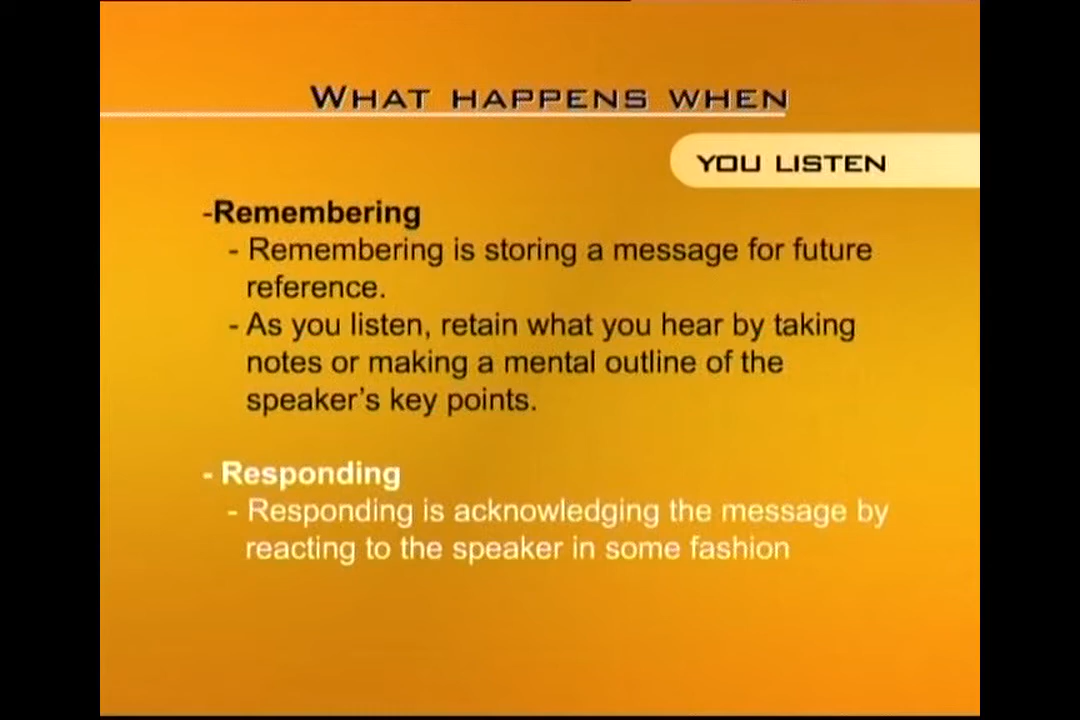 WHAT HAPPENS WHEN
YOU LISTEN
-Remembering
- Remembering is storing a message for future
reference.
- As you listen, retain what you hear by taking
notes or making a mental outline of the
speaker's key points.
- Responding
- Responding is acknowledging the message by
reacting to the speaker in some fashion